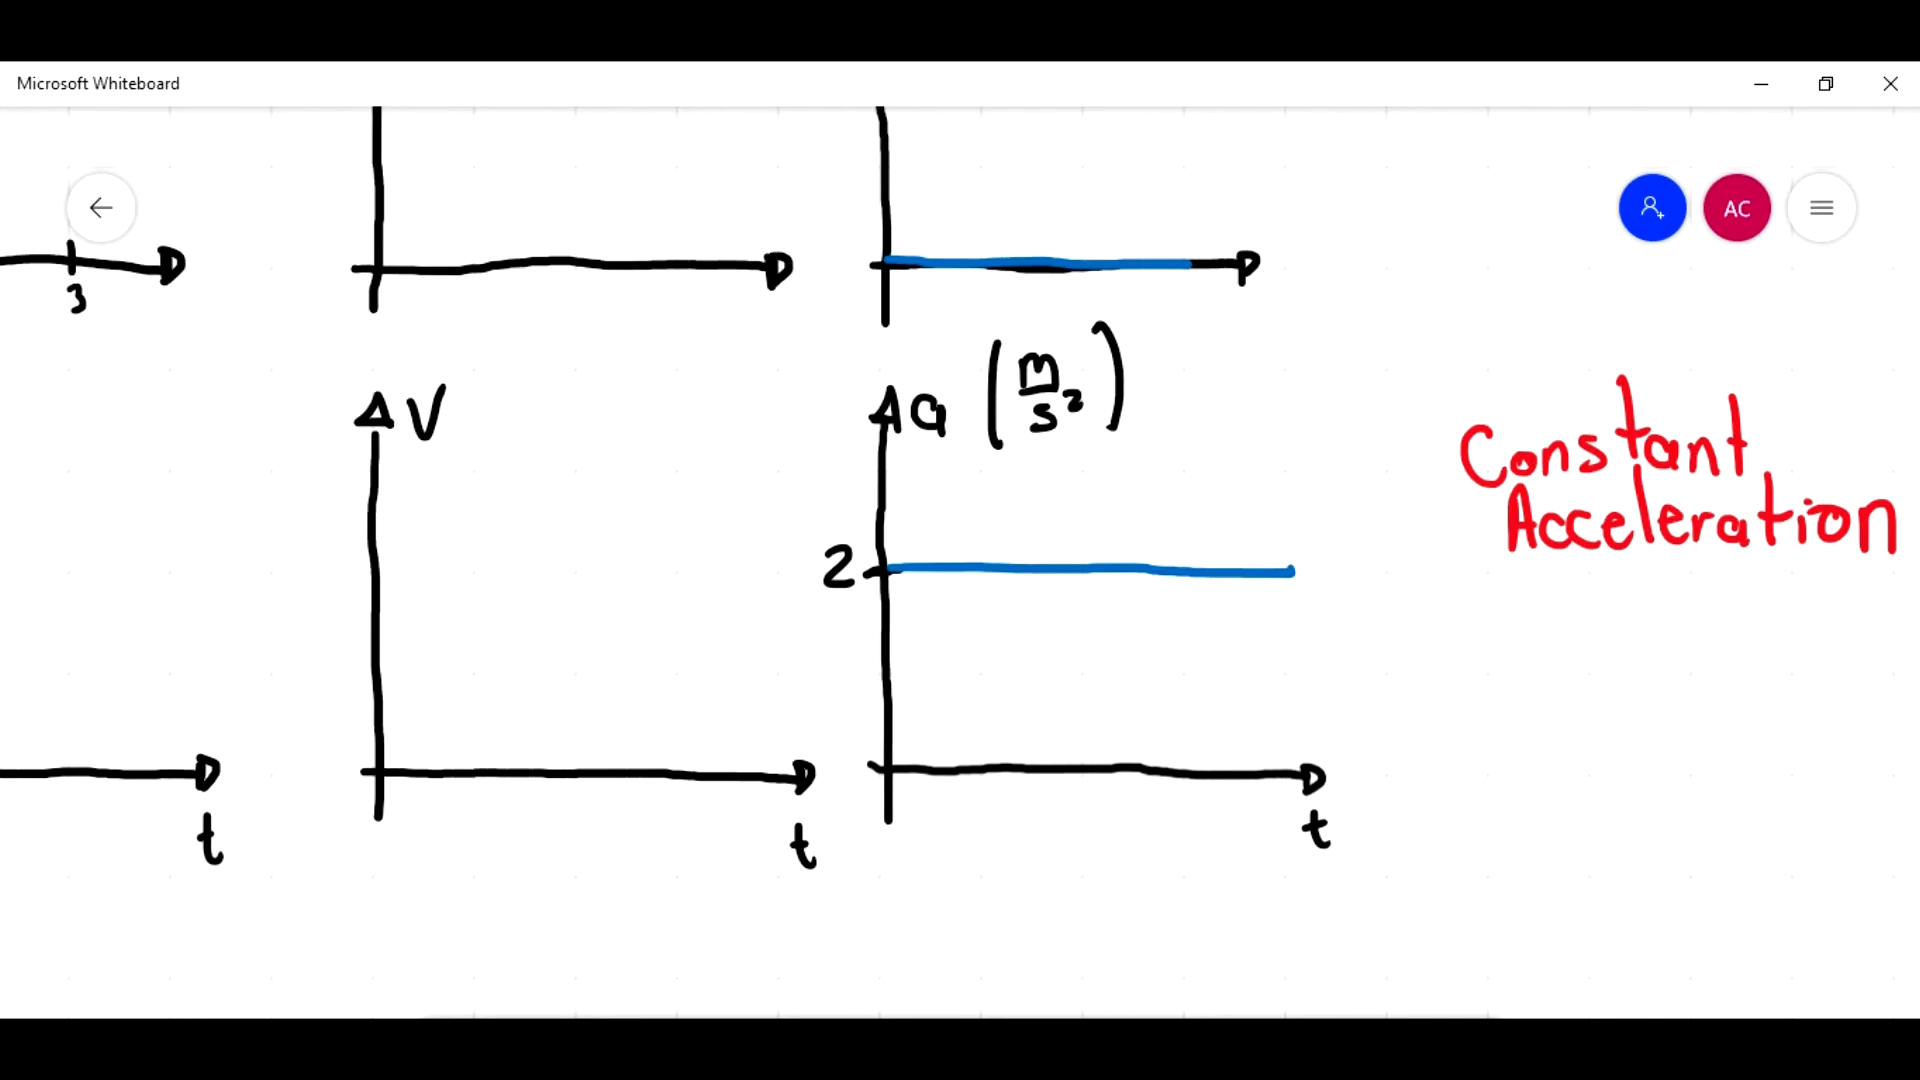 Microsoft Whiteboard
AC
3
V
a (m/s²)
Constant
Acceleration
2
t
t
t